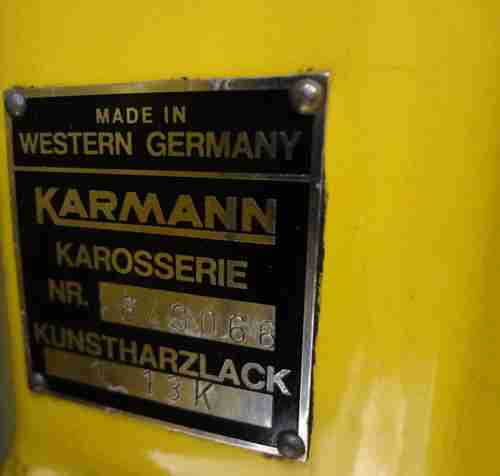 MADE IN
WESTERN GERMANY
KARMANN
KAROSSERIE
NR.
KUNSTHARZLACK
13K